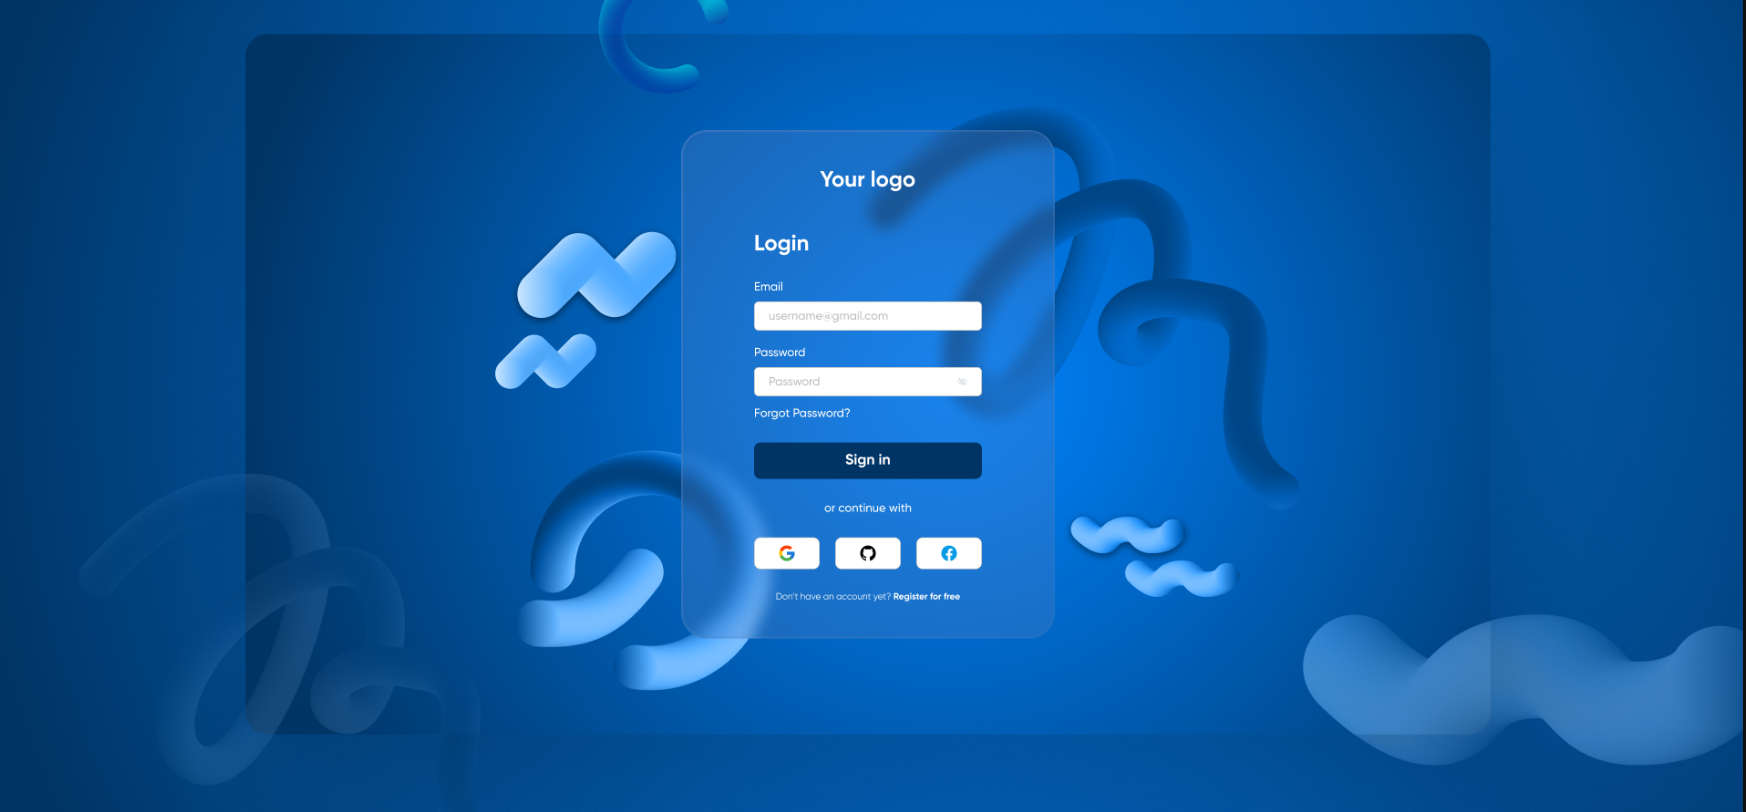 Your logo
Login
Email
username@gmail.com
Password
Password
Forgot Password?
Sign in
or continue with
Don't have an account yet? Register for free